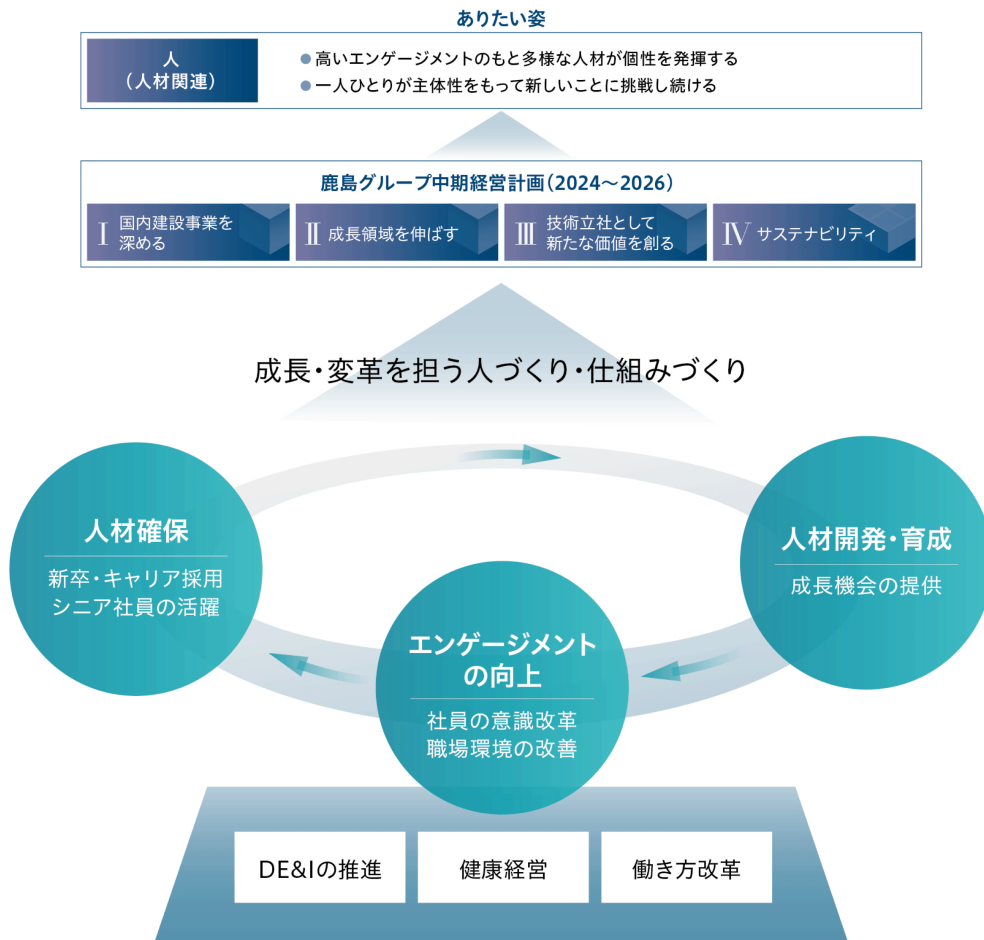 ありたい姿
人
（人材関連）
●高いエンゲージメントのもと多様な人材が個性を発揮する
●一人ひとりが主体性をもって新しいことに挑戦し続ける
鹿島グループ中期経営計画（2024〜2026）
Ⅰ 国内建設事業を
深める
Ⅱ 成長領域を伸ばす
Ⅲ 技術立社として
新たな価値を創る
Ⅳ サステナビリティ
成長・変革を担う人づくり・仕組みづくり
人材確保
新卒・キャリア採用
シニア社員の活躍
人材開発・育成
成長機会の提供
エンゲージメント
の向上
社員の意識改革
職場環境の改善
DE&Iの推進
健康経営
働き方改革